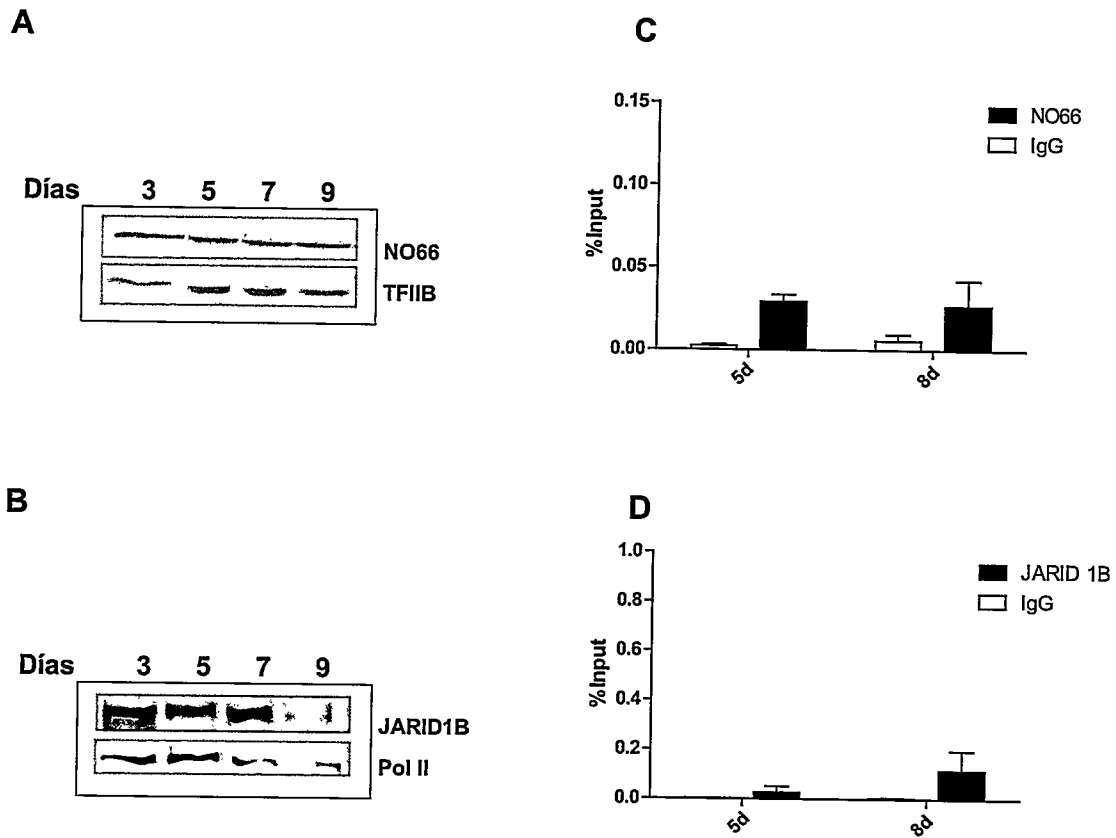 A
Días 3 5 7 9
NO66
TFIIB
B
Días 3 5 7 9
JARID1B
Pol II
C
0.15
0.10
0.05
0.00
%Input
5d
8d
NO66
IgG
D
1.0
0.8
0.6
0.4
0.2
0.0
%Input
5d
8d
JARID 1B
IgG